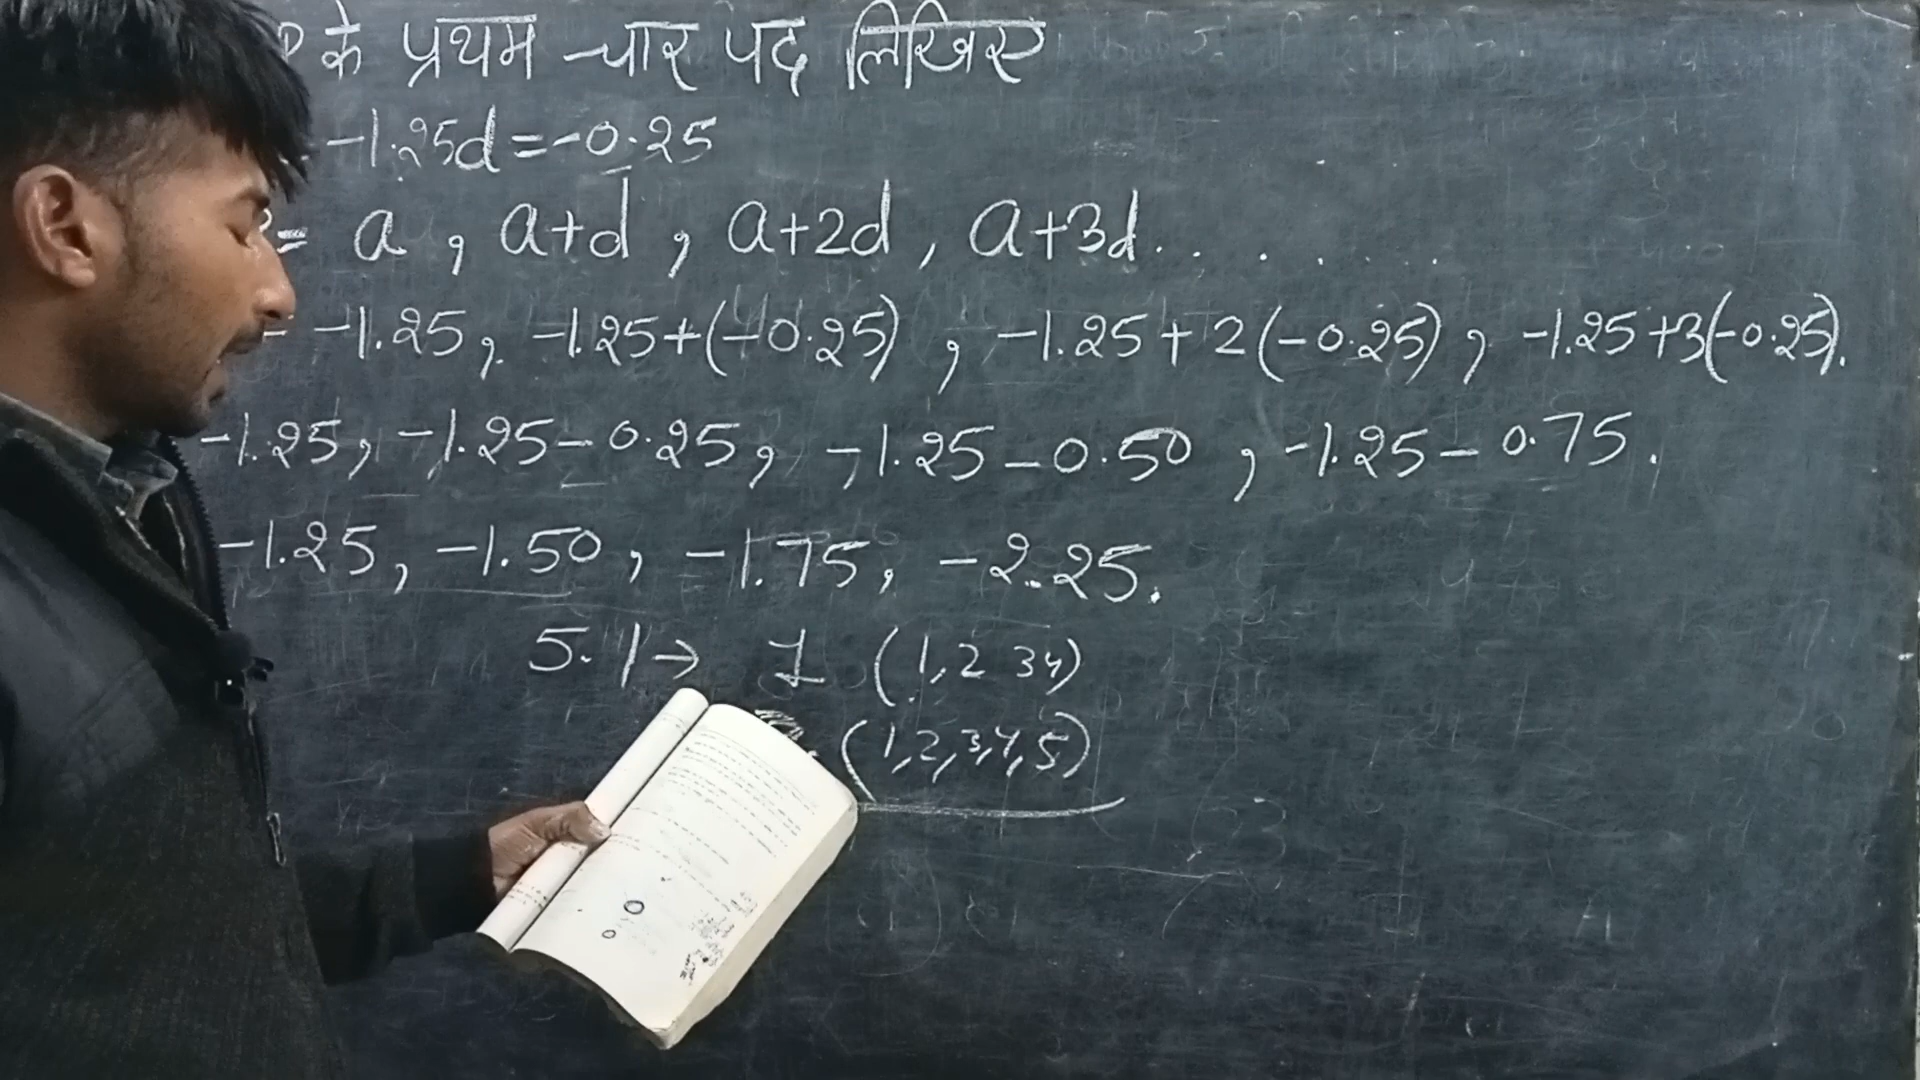 के प्रथम चार पद लिखिए
-1.25d=-0.25
= a, a+d, a+2d, a+3d. . . . . . .
= -1.25, -1.25+(-0.25), -1.25+2(-0.25), -1.25+3(-0.25).
-1.25, -1.25-0.25, -1.25-0.50, -1.25-0.75.
-1.25, -1.50, -1.75, -2.25.
5.1→ 1 (1,2 34)
(1,2,3,4,5)